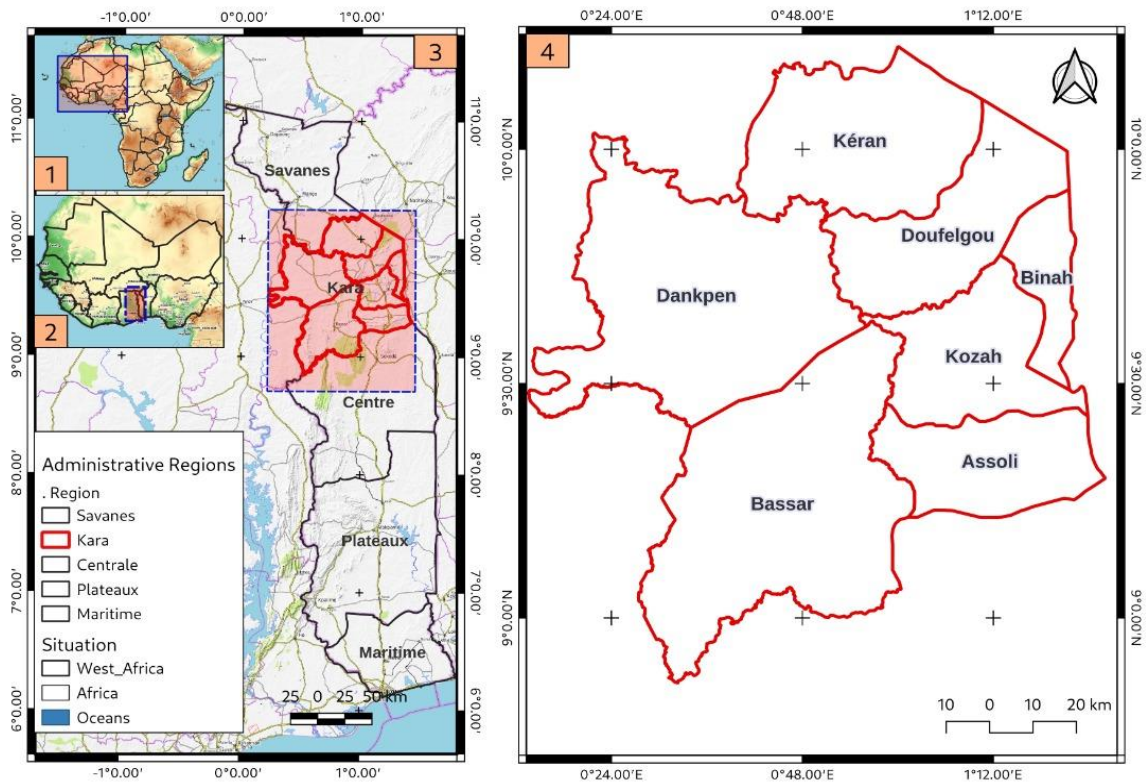 -1°0.00'
0°0.00'
1°0.00'
3
1
2
11°0.00'
10°0.00'
9°0.00'
8°0.00'
7°0.00'
6°0.00'
Savanes
Kara
Centre
Plateaux
Maritime
25 0 25 50 km
Administrative Regions
. Region
Savanes
Kara
Centrale
Plateaux
Maritime
Situation
West_Africa
Africa
Oceans
11°0.00'
10°0.00'
9°0.00'
8°0.00'
7°0.00'
6°0.00'
-1°0.00'
0°0.00'
1°0.00'
0°24.00'E
0°48.00'E
1°12.00'E
4
10°0.00'N
9°30.00'N
9°0.00'N
Kéran
Doufelgou
Binah
Dankpen
Kozah
Assoli
Bassar
10 0 10 20 km
10°0.00'N
9°30.00'N
9°0.00'N
0°24.00'E
0°48.00'E
1°12.00'E